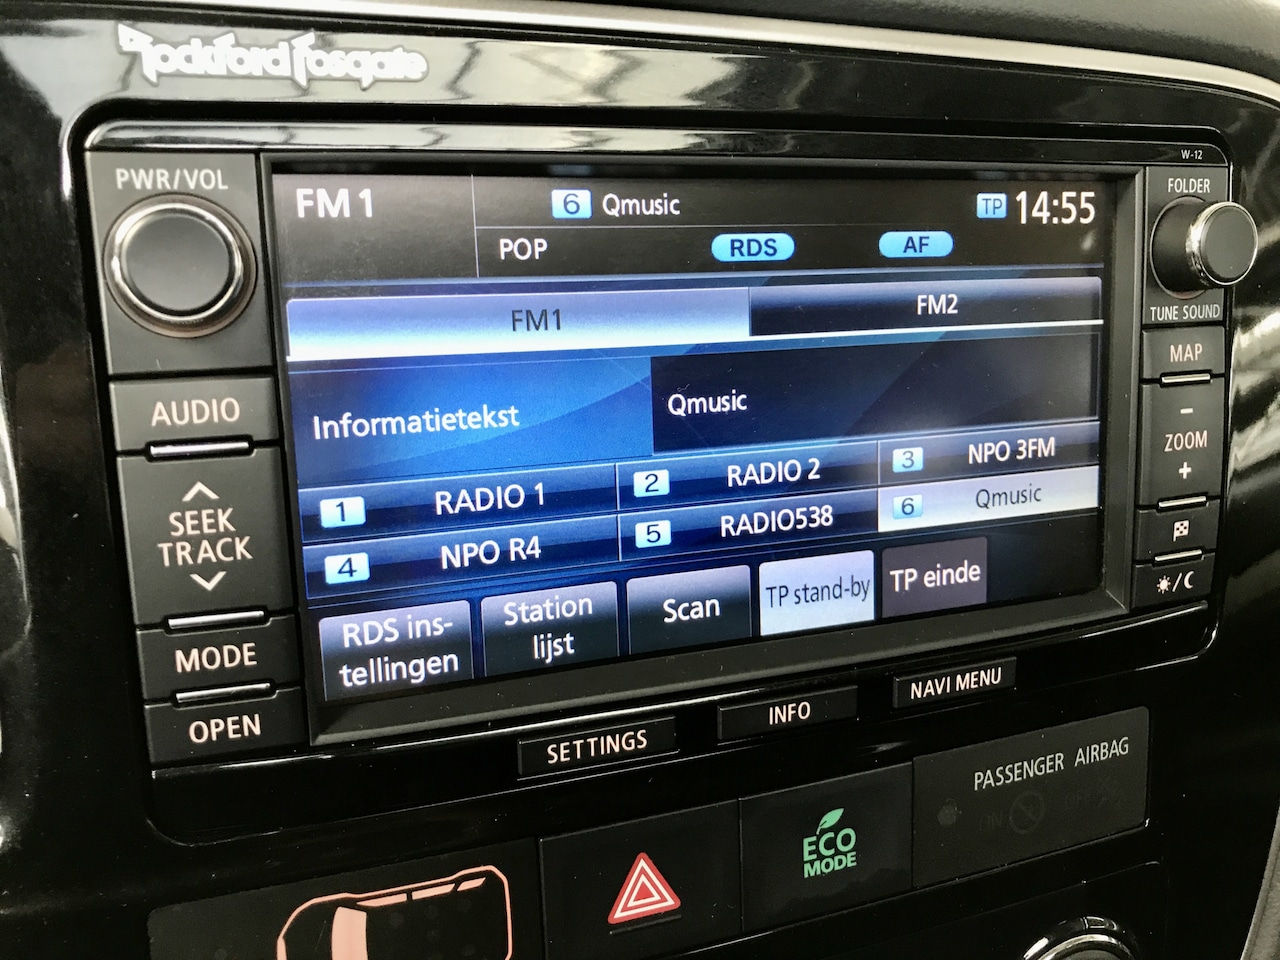 Rockford Fosgate
W-12
PWR/VOL
FOLDER
FM 1
6 Qmusic
TP 14:55
POP
RDS
AF
TUNE SOUND
FM1
FM2
MAP
AUDIO
Informatietekst
Qmusic
-
ZOOM
+
1 RADIO 1
2 RADIO 2
3 NPO 3FM
4 NPO R4
5 RADIO538
6 Qmusic
SEEK
TRACK
RDS ins-
tellingen
Station
lijst
Scan
TP stand-by
TP einde
/C
MODE
OPEN
SETTINGS
INFO
NAVI MENU
PASSENGER AIRBAG
ON
OFF
ECO
MODE